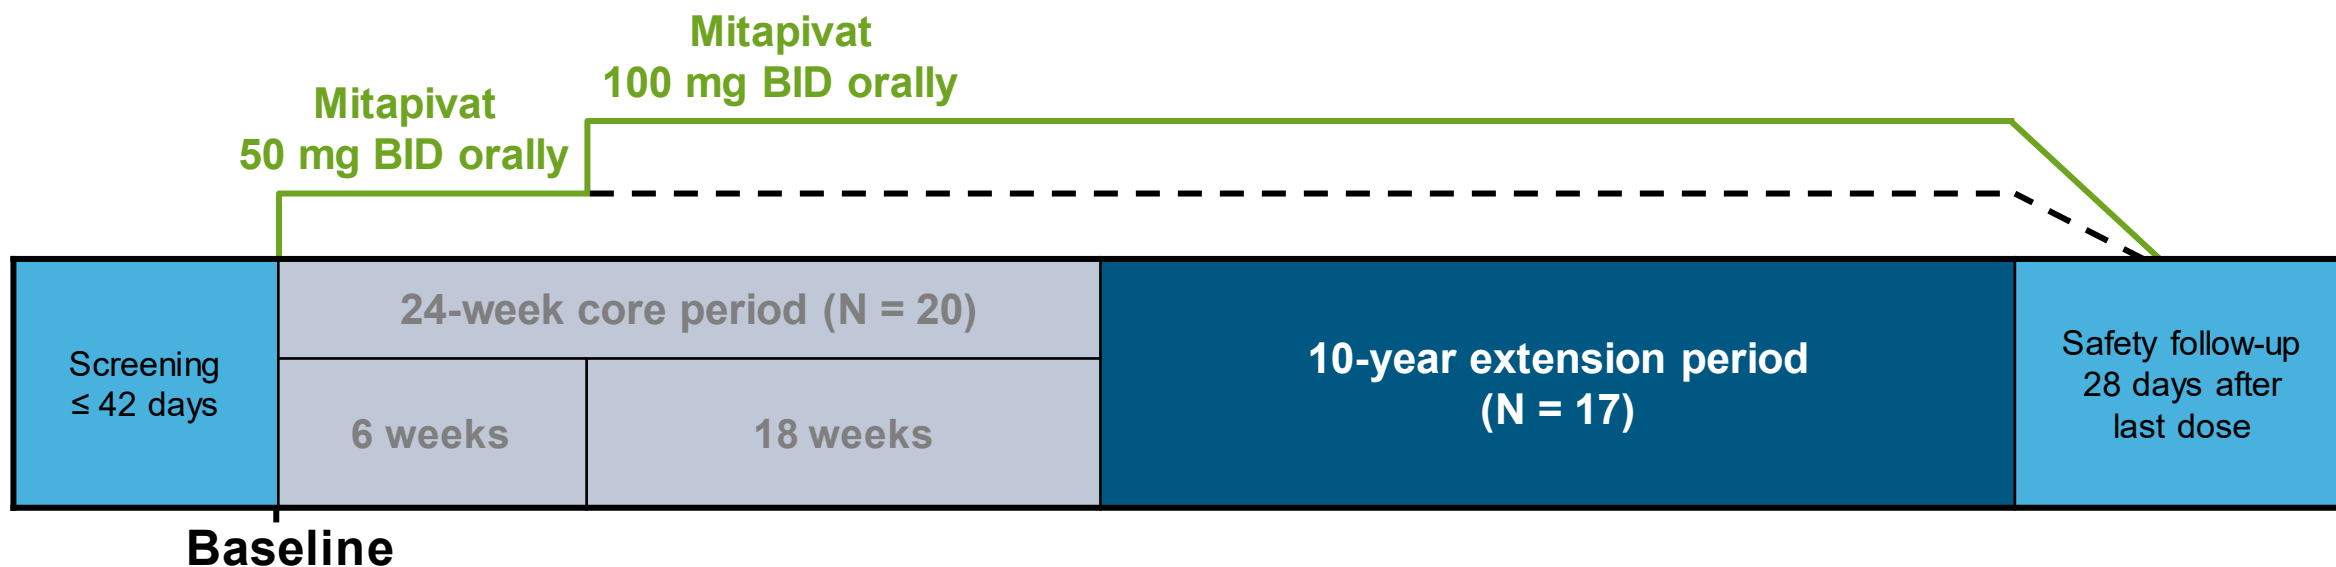 Mitapivat
100 mg BID orally
Mitapivat
50 mg BID orally
Screening
≤ 42 days
24-week core period (N = 20)
6 weeks
18 weeks
10-year extension period
(N = 17)
Safety follow-up
28 days after
last dose
Baseline